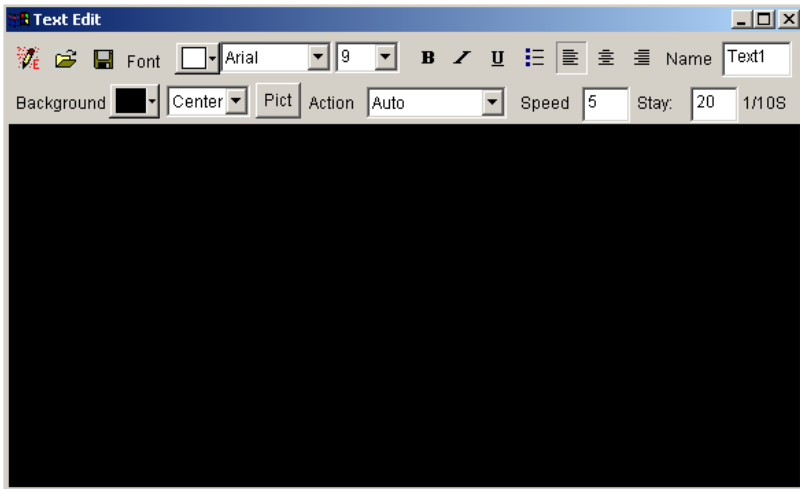 Text Edit
Font Arial 9 B I U Name Text1
Background Center Pict Action Auto Speed 5 Stay: 20 1/10S